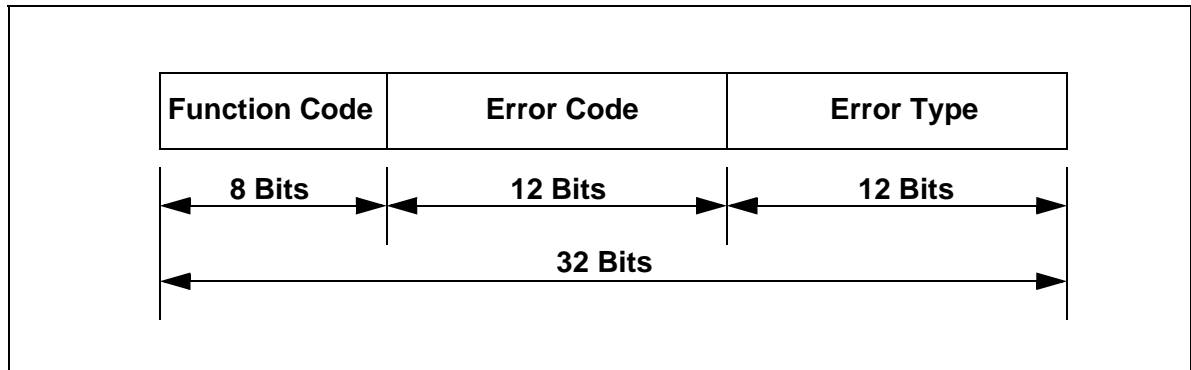 Function Code Error Code Error Type
8 Bits 12 Bits 12 Bits
32 Bits